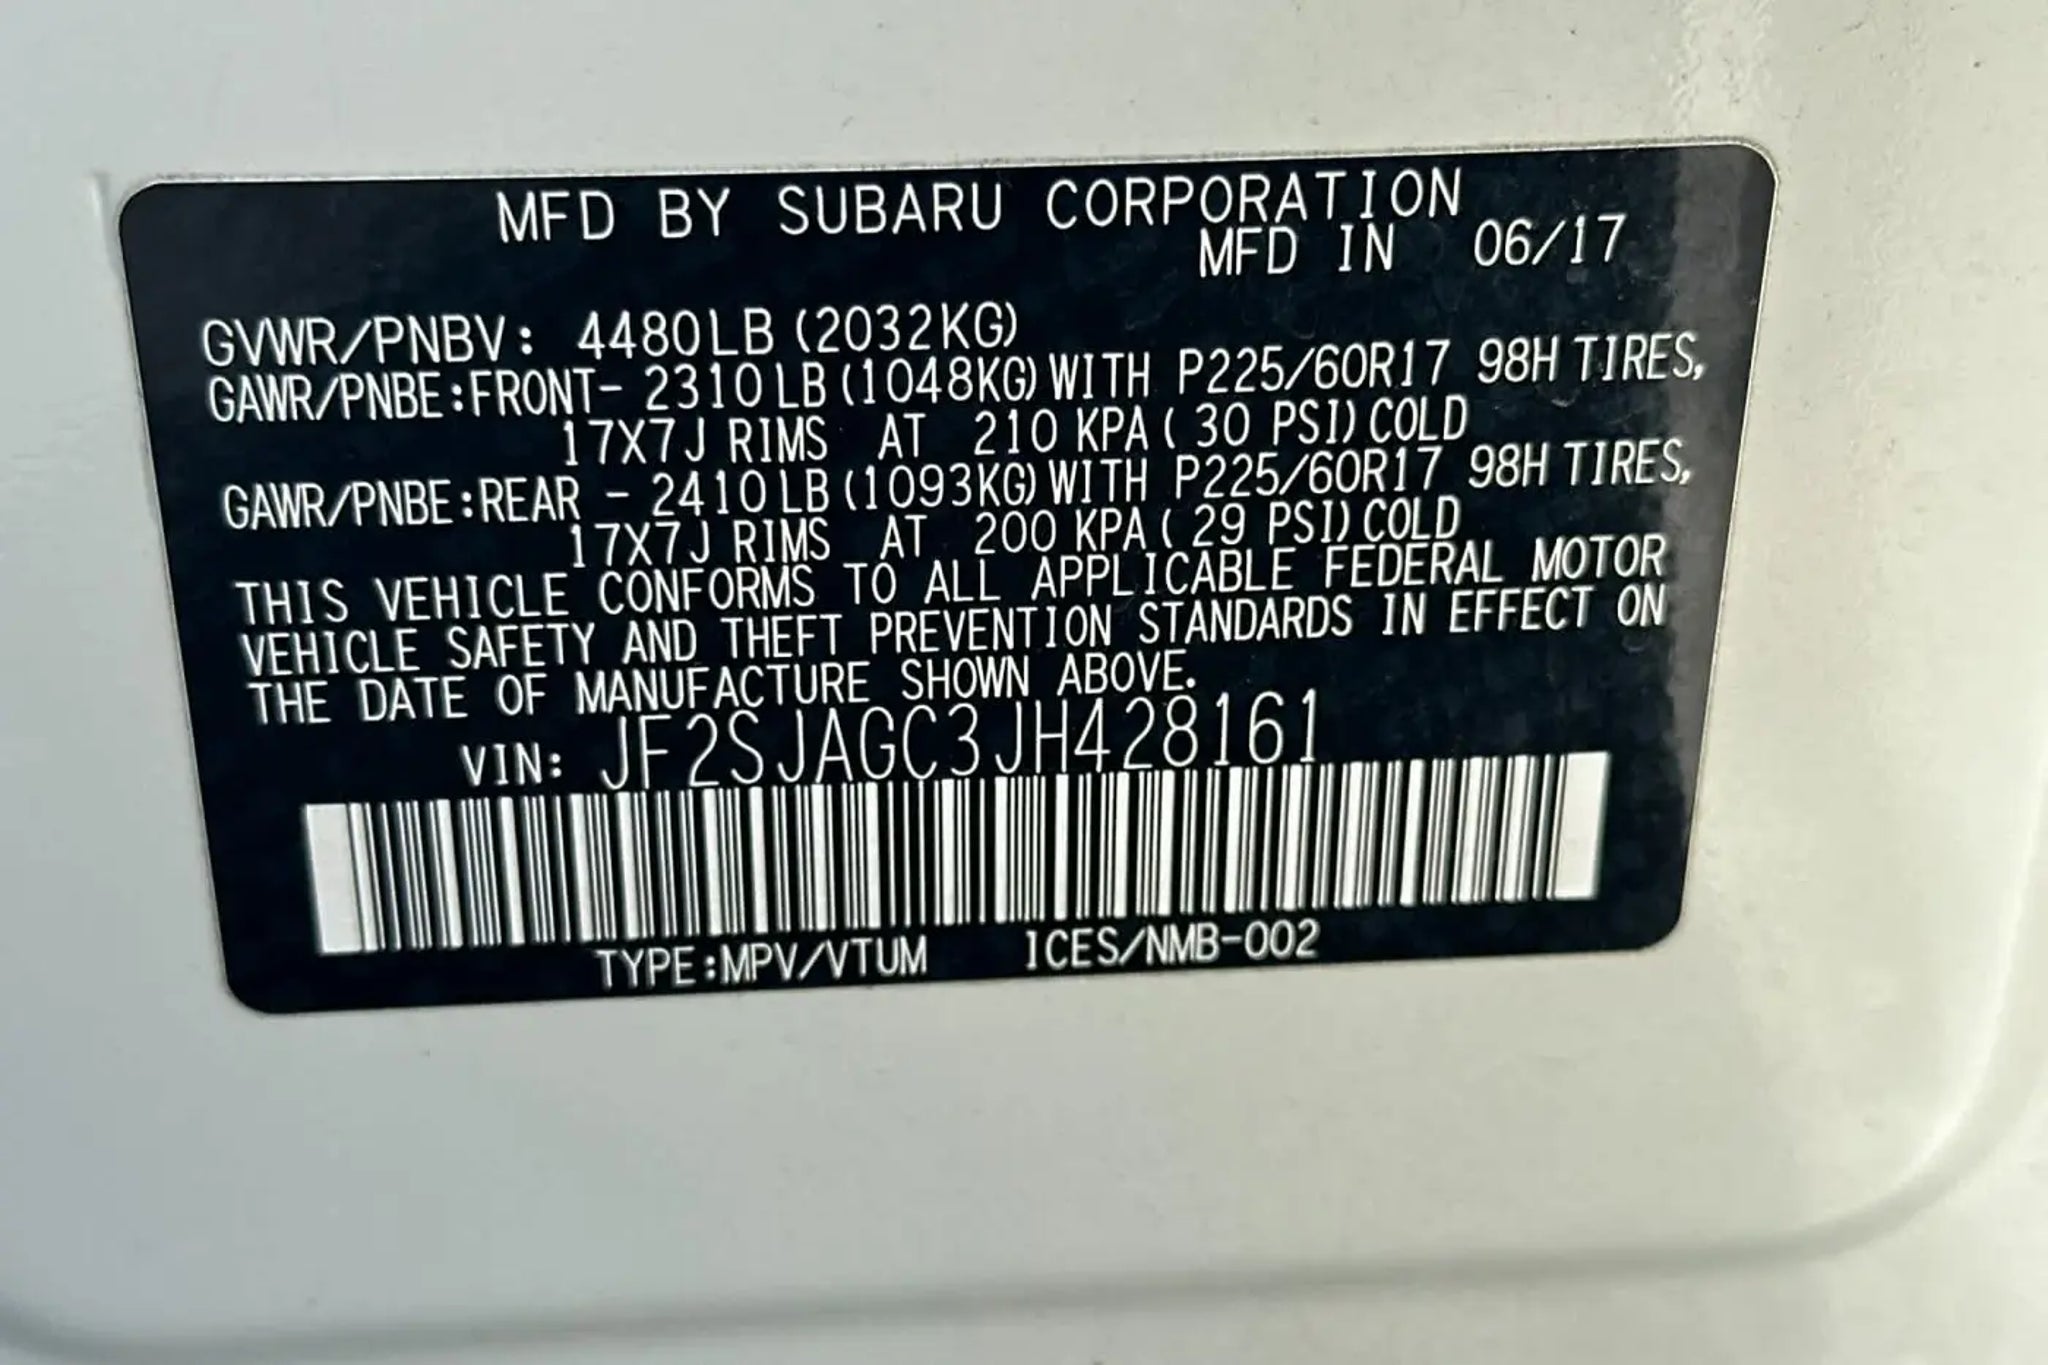 MFD BY SUBARU CORPORATION
MFD IN 06/17
GVWR/PNBV: 4480LB (2032KG)
GAWR/PNBE:FRONT- 2310LB (1048KG) WITH P225/60R17 98H TIRES,
17X7J RIMS AT 210 KPA ( 30 PSI) COLD
GAWR/PNBE:REAR - 2410LB (1093KG) WITH P225/60R17 98H TIRES,
17X7J RIMS AT 200 KPA ( 29 PSI) COLD
THIS VEHICLE CONFORMS TO ALL APPLICABLE FEDERAL MOTOR
VEHICLE SAFETY AND THEFT PREVENTION STANDARDS IN EFFECT ON
THE DATE OF MANUFACTURE SHOWN ABOVE.
VIN: JF2SJAGC3JH428161
TYPE:MPV/VTUM ICES/NMB-002